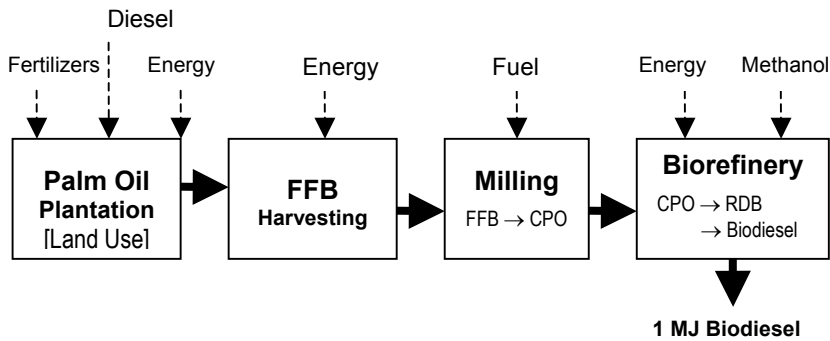 Diesel
Fertilizers
Energy
Energy
Fuel
Energy
Methanol
Palm Oil
Plantation
[Land Use]
FFB
Harvesting
Milling
FFB → CPO
Biorefinery
CPO → RDB
→ Biodiesel
1 MJ Biodiesel